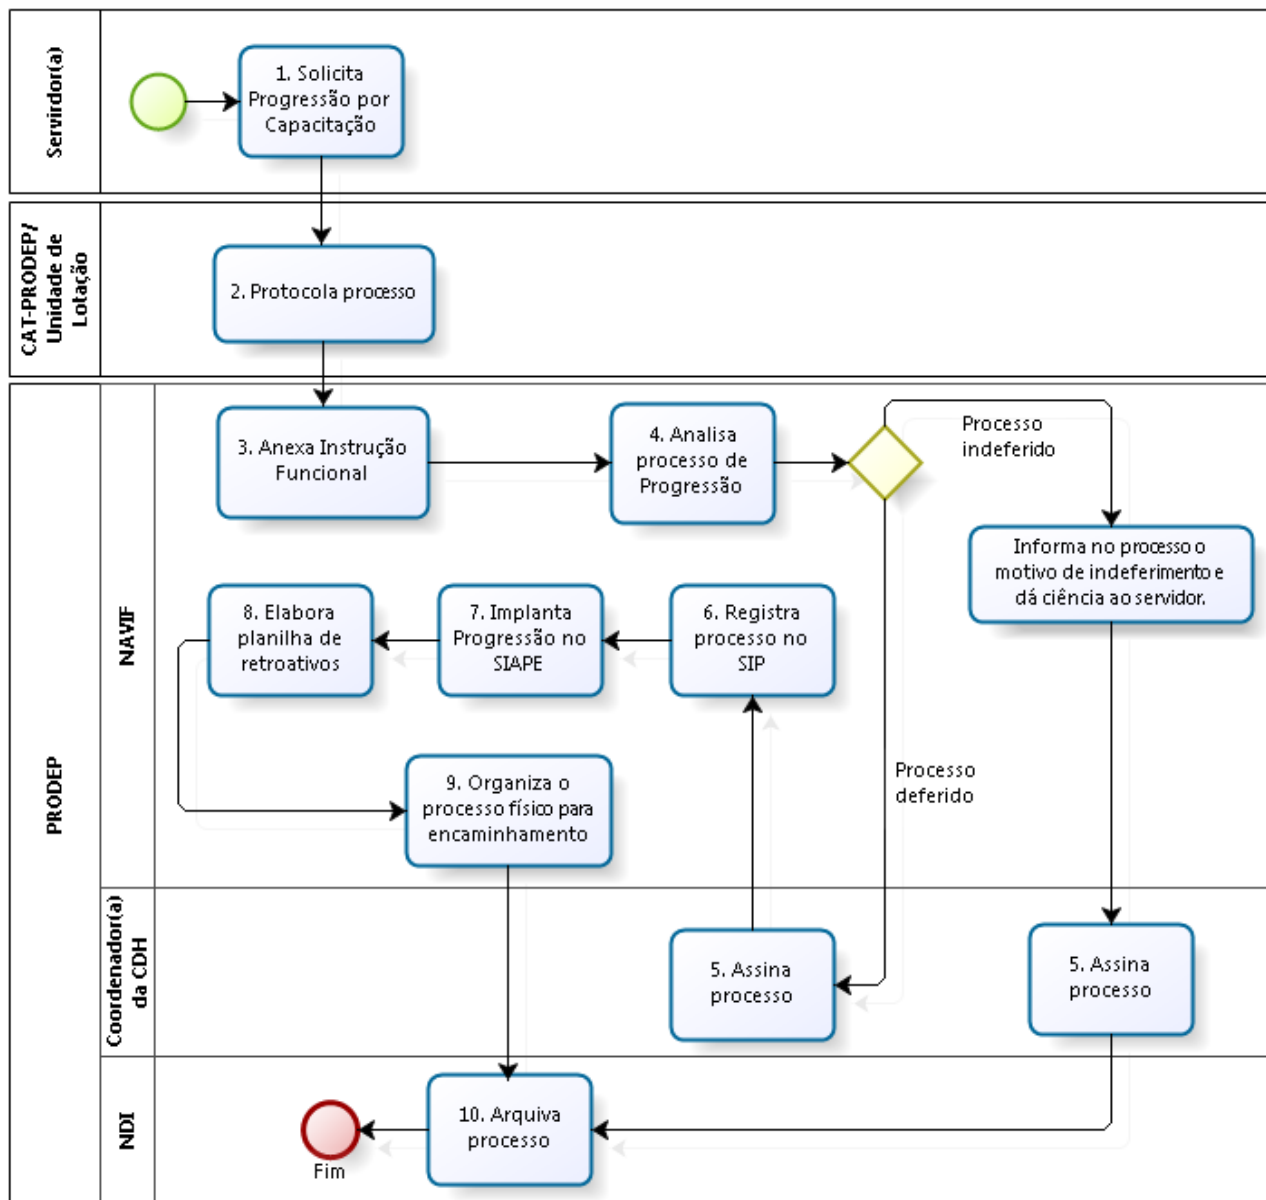 Servirdor(a)
1. Solicita
Progressão por
Capacitação
CAT-PRODEP/
Unidade de
Lotação
2. Protocola processo
PRODEP
NAVIF
3. Anexa Instrução
Funcional
4. Analisa
processo de
Progressão
Processo
indeferido
Informa no processo o
motivo de indeferimento e
dá ciência ao servidor.
8. Elabora
planilha de
retroativos
7. Implanta
Progressão no
SIAPE
6. Registra
processo no
SIP
Processo
deferido
9. Organiza o
processo físico para
encaminhamento
Coordenador(a)
da CDH
5. Assina
processo
5. Assina
processo
NDI
10. Arquiva
processo
Fim